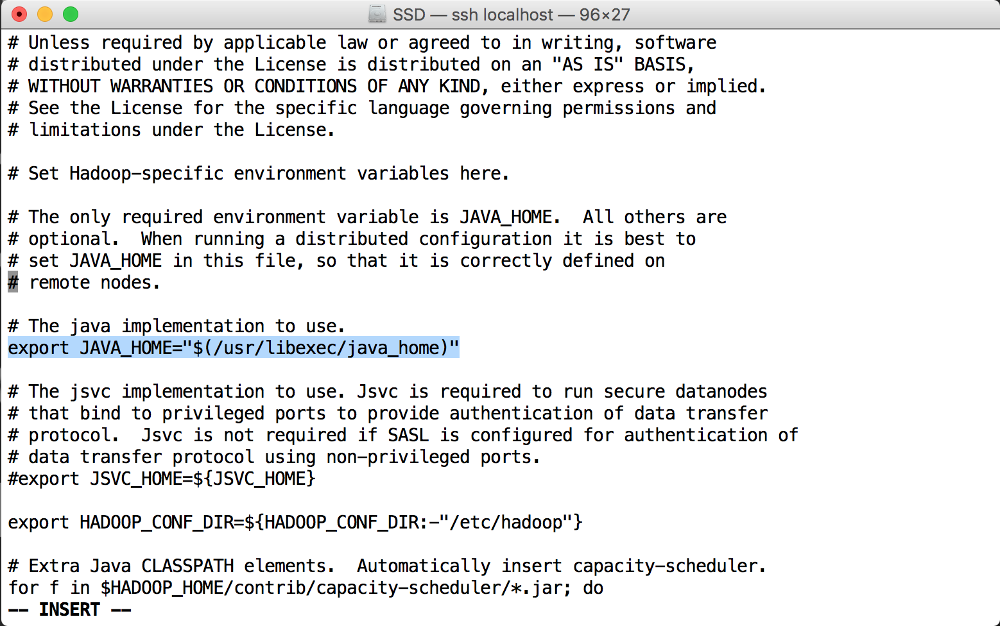 SSD — ssh localhost — 96×27
# Unless required by applicable law or agreed to in writing, software
# distributed under the License is distributed on an "AS IS" BASIS,
# WITHOUT WARRANTIES OR CONDITIONS OF ANY KIND, either express or implied.
# See the License for the specific language governing permissions and
# limitations under the License.
# Set Hadoop-specific environment variables here.
# The only required environment variable is JAVA_HOME.  All others are
# optional.  When running a distributed configuration it is best to
# set JAVA_HOME in this file, so that it is correctly defined on
# remote nodes.
# The java implementation to use.
export JAVA_HOME="$(/usr/libexec/java_home)"
# The jsvc implementation to use. Jsvc is required to run secure datanodes
# that bind to privileged ports to provide authentication of data transfer
# protocol.  Jsvc is not required if SASL is configured for authentication of
# data transfer protocol using non-privileged ports.
#export JSVC_HOME=${JSVC_HOME}
export HADOOP_CONF_DIR=${HADOOP_CONF_DIR:-"/etc/hadoop"}
# Extra Java CLASSPATH elements.  Automatically insert capacity-scheduler.
for f in $HADOOP_HOME/contrib/capacity-scheduler/*.jar; do
-- INSERT --